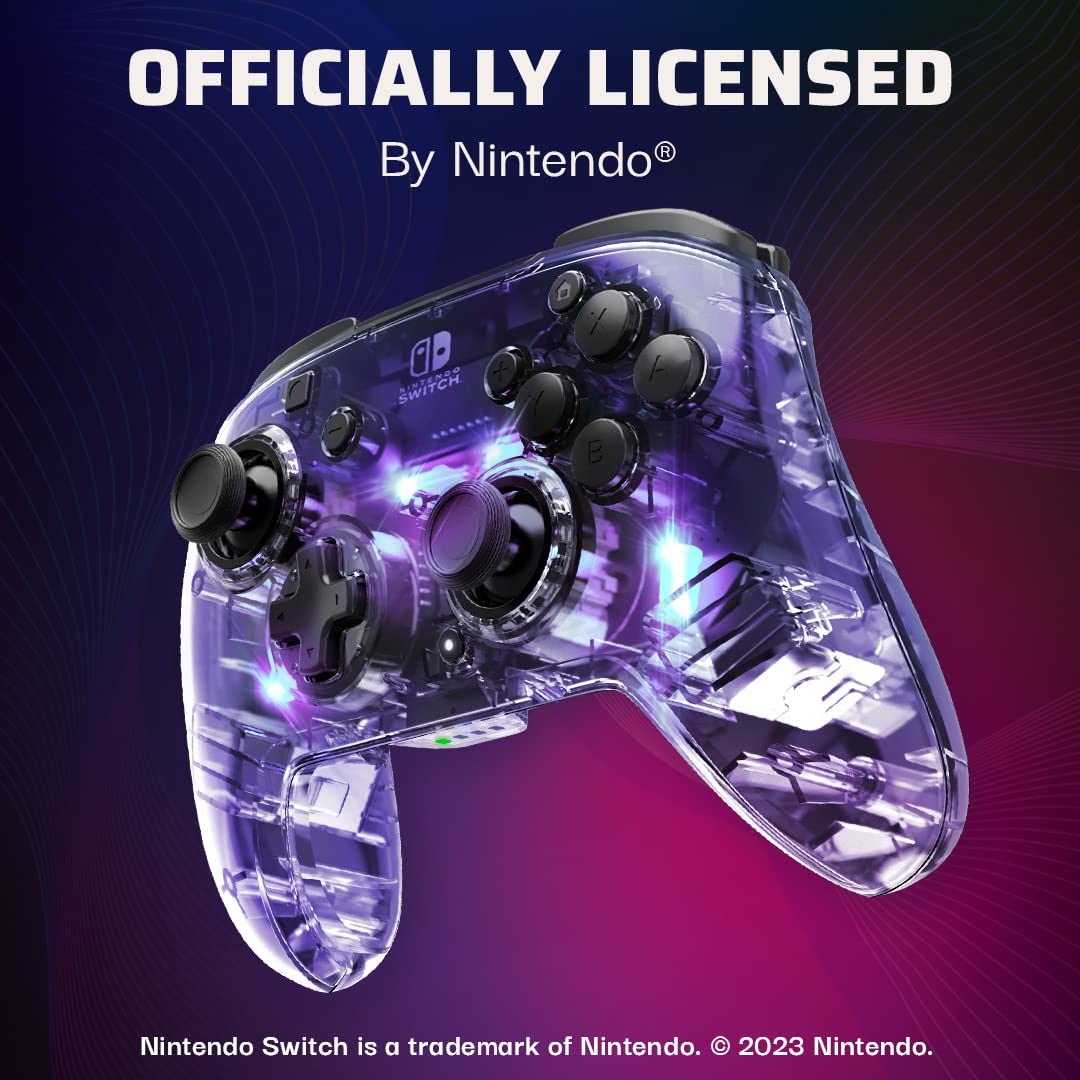 OFFICIALLY LICENSED
By Nintendo®
NINTENDO
SWITCH
X
A
+
Y
−
B
Nintendo Switch is a trademark of Nintendo. © 2023 Nintendo.